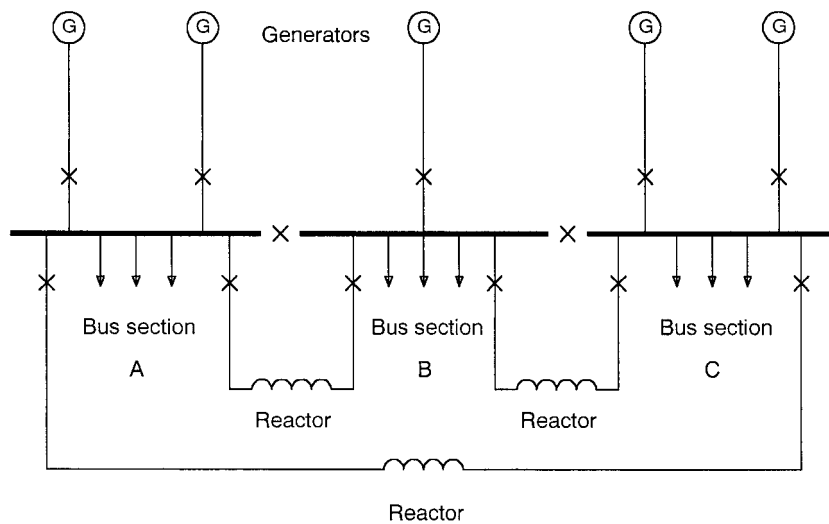 G
G
Generators
G
G
G
Bus section
A
Bus section
B
Bus section
C
Reactor
Reactor
Reactor